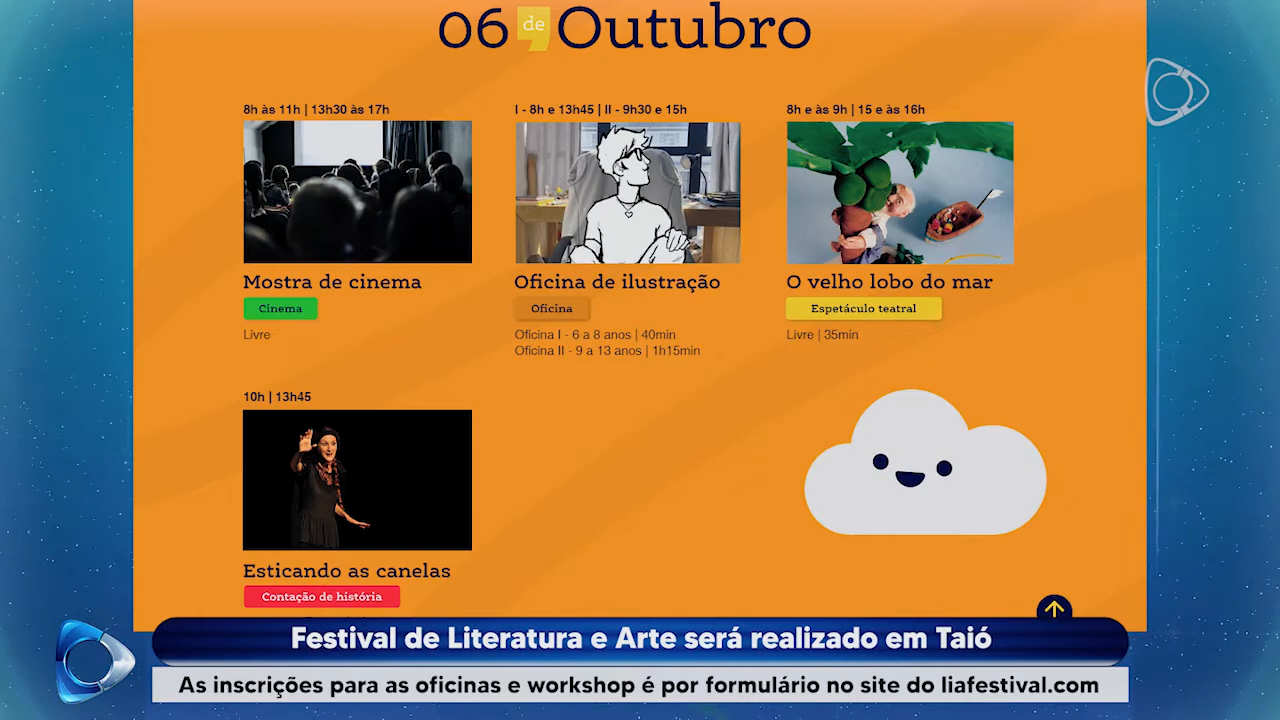 06 de Outubro
8h às 11h | 13h30 às 17h
Mostra de cinema
Cinema
Livre
I - 8h e 13h45 | II - 9h30 e 15h
Oficina de ilustração
Oficina
Oficina I - 6 a 8 anos | 40min
Oficina II - 9 a 13 anos | 1h15min
8h e às 9h | 15 e às 16h
O velho lobo do mar
Espetáculo teatral
Livre | 35min
10h | 13h45
Esticando as canelas
Contação de história
Festival de Literatura e Arte será realizado em Taió
As inscrições para as oficinas e workshop é por formulário no site do liafestival.com